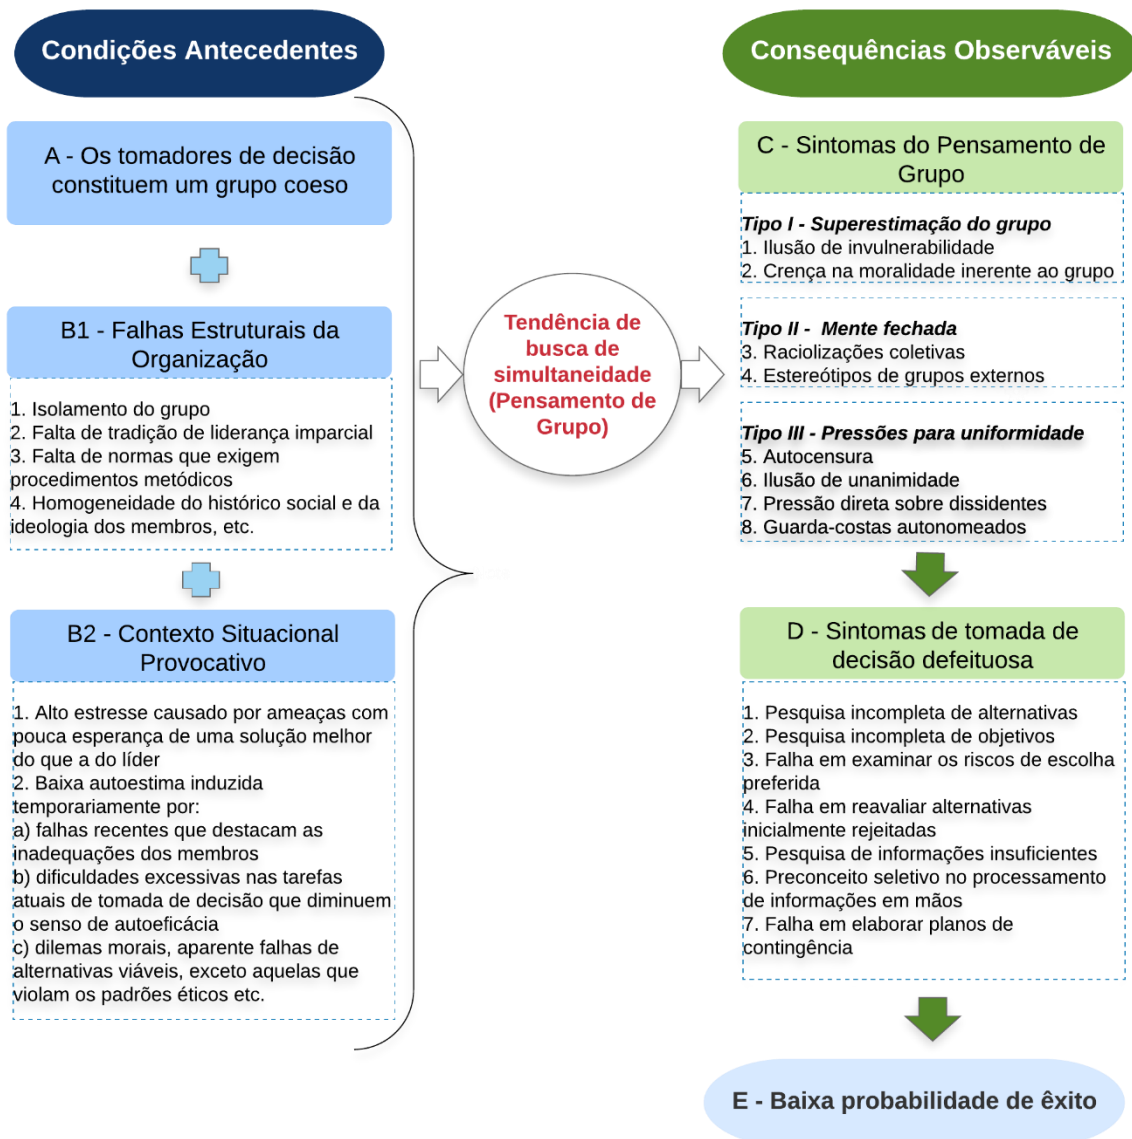 Condições Antecedentes
A - Os tomadores de decisão
constituem um grupo coeso
B1 - Falhas Estruturais da
Organização
1. Isolamento do grupo
2. Falta de tradição de liderança imparcial
3. Falta de normas que exigem
procedimentos metódicos
4. Homogeneidade do histórico social e da
ideologia dos membros, etc.
B2 - Contexto Situacional
Provocativo
1. Alto estresse causado por ameaças com
pouca esperança de uma solução melhor
do que a do líder
2. Baixa autoestima induzida
temporariamente por:
a) falhas recentes que destacam as
inadequações dos membros
b) dificuldades excessivas nas tarefas
atuais de tomada de decisão que diminuem
o senso de autoeficácia
c) dilemas morais, aparente falhas de
alternativas viáveis, exceto aquelas que
violam os padrões éticos etc.
Tendência de
busca de
simultaneidade
(Pensamento de
Grupo)
Consequências Observáveis
C - Sintomas do Pensamento de
Grupo
Tipo I - Superestimação do grupo
1. Ilusão de invulnerabilidade
2. Crença na moralidade inerente ao grupo
Tipo II - Mente fechada
3. Raciolizações coletivas
4. Estereótipos de grupos externos
Tipo III - Pressões para uniformidade
5. Autocensura
6. Ilusão de unanimidade
7. Pressão direta sobre dissidentes
8. Guarda-costas autonomeados
D - Sintomas de tomada de
decisão defeituosa
1. Pesquisa incompleta de alternativas
2. Pesquisa incompleta de objetivos
3. Falha em examinar os riscos de escolha
preferida
4. Falha em reavaliar alternativas
inicialmente rejeitadas
5. Pesquisa de informações insuficientes
6. Preconceito seletivo no processamento
de informações em mãos
7. Falha em elaborar planos de
contingência
E - Baixa probabilidade de êxito